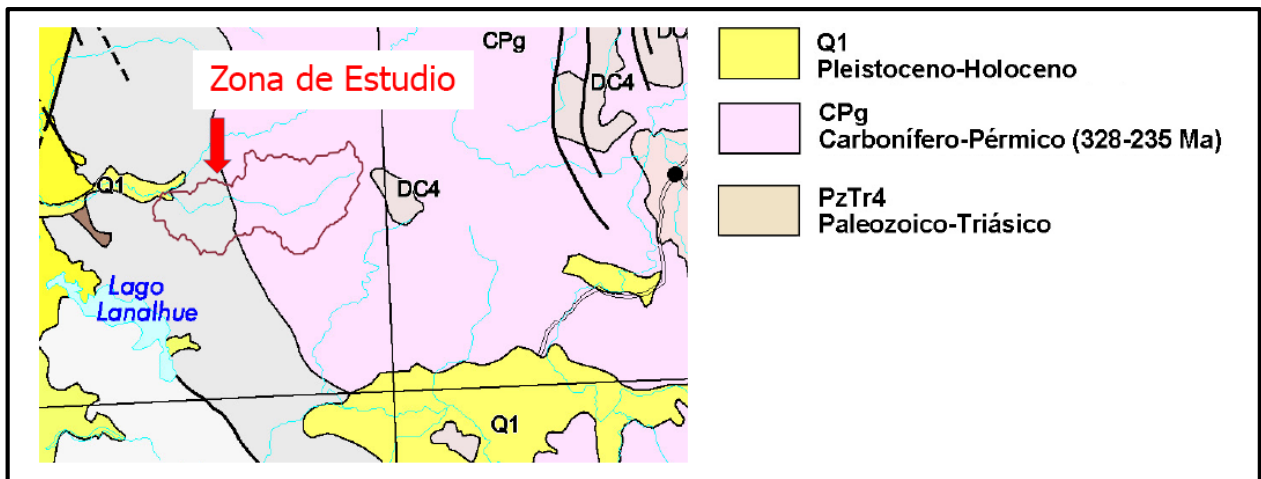 CPg
DC
Zona de Estudio
DC4
Q1
DC4
Lago
Lanalhue
Q1
Q1
Pleistoceno-Holoceno
CPg
Carbonífero-Pérmico (328-235 Ma)
PzTr4
Paleozoico-Triásico